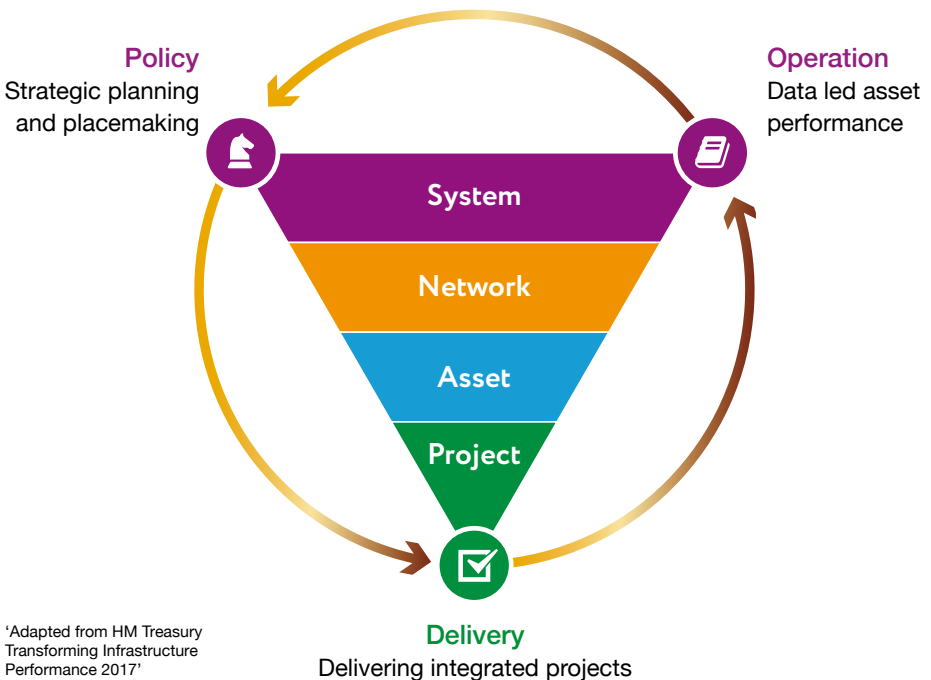 Policy
Strategic planning
and placemaking
Operation
Data led asset
performance
System
Network
Asset
Project
Delivery
Delivering integrated projects
‘Adapted from HM Treasury
Transforming Infrastructure
Performance 2017’